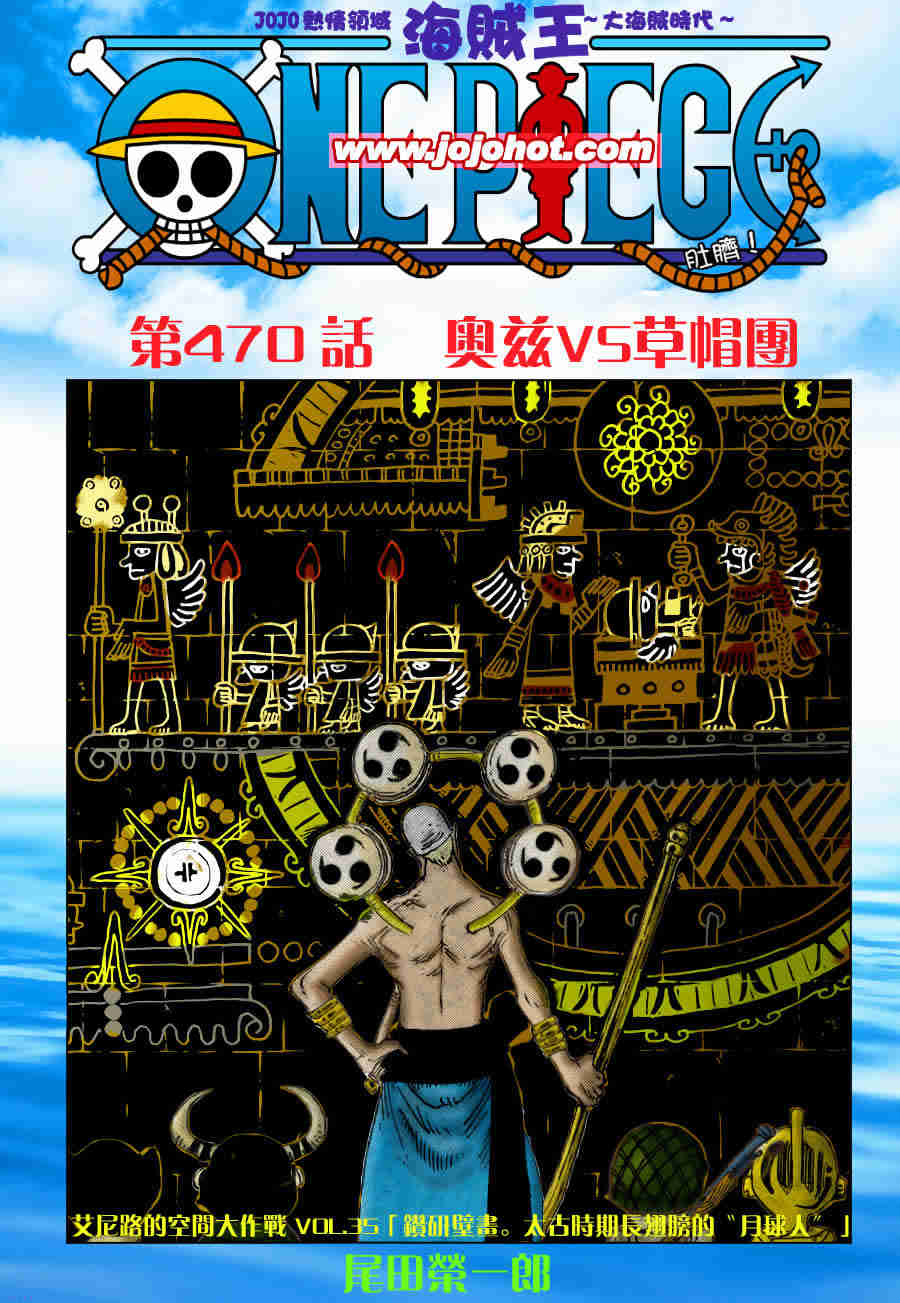 JOJO熱情領域 海賊王 ~大海賊時代~
ONE PIECE
www.jojohot.com
肚臍！
第470話 奧兹VS草帽團
艾尼路的空間大作戰 VOL.35「鑽研壁畫。太古時期長翅膀的〝月球人〞」
尾田榮一郎